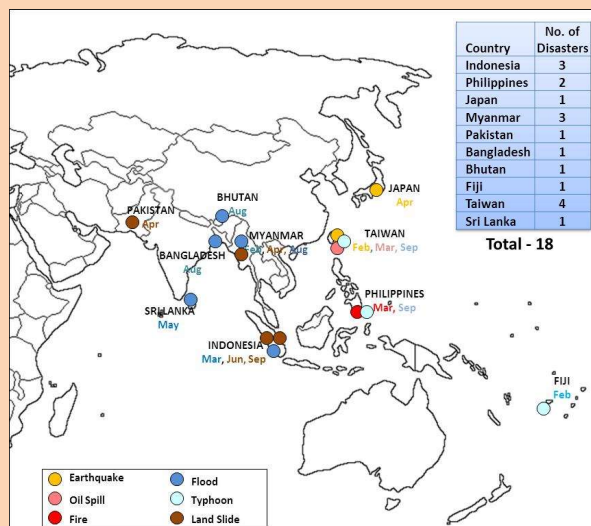 No. of
Country Disasters
Indonesia 3
Philippines 2
Japan 1
Myanmar 3
Pakistan 1
Bangladesh 1
Bhutan 1
Fiji 1
Taiwan 4
Sri Lanka 1
Total - 18
JAPAN
Apr
BHUTAN
Aug
PAKISTAN
Apr
MYANMAR
Feb, Apr, Aug
TAIWAN
Feb, Mar, Sep
BANGLADESH
Aug
PHILIPPINES
Mar, Sep
SRI LANKA
May
INDONESIA
Mar, Jun, Sep
FIJI
Feb
Earthquake
Flood
Oil Spill
Typhoon
Fire
Land Slide